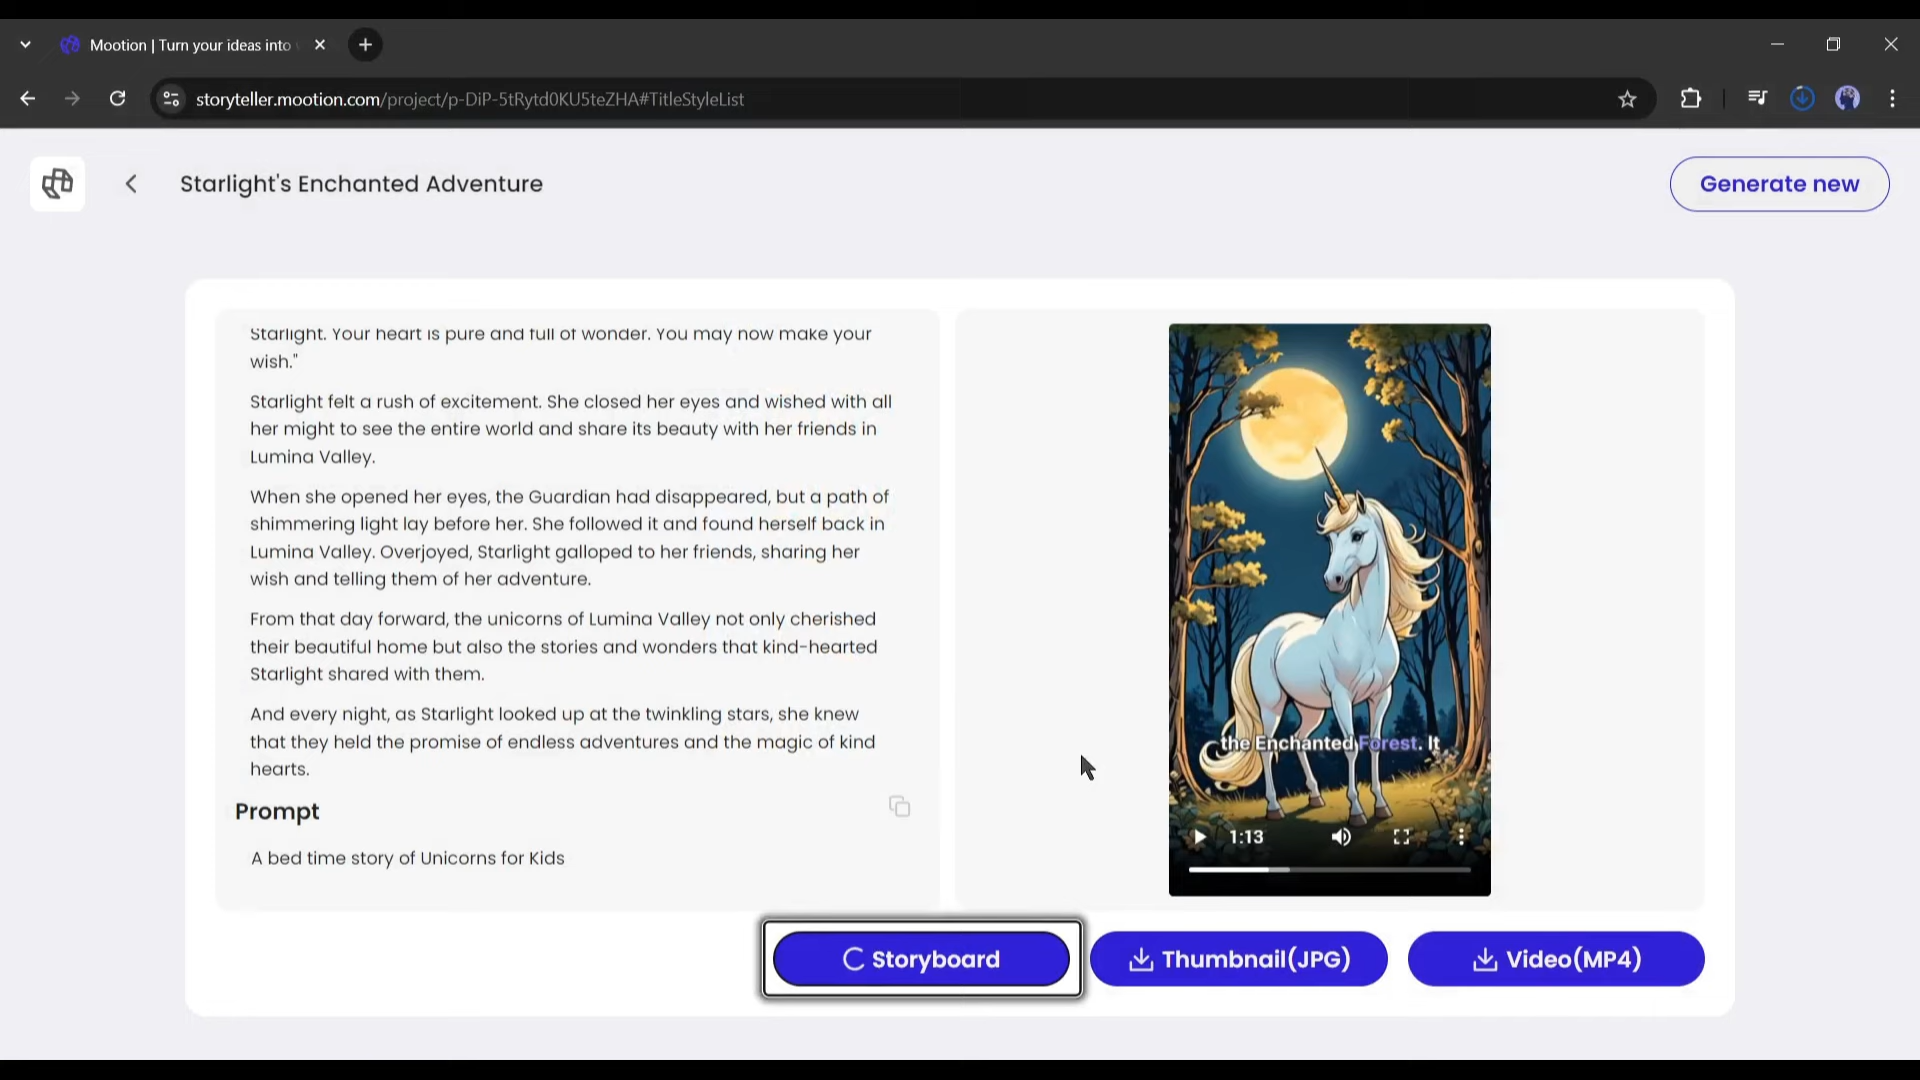 Mootion | Turn your ideas into
storyteller.mootion.com/project/p-DiP-5tRytd0KU5teZHA#TitleStyleList
Starlight's Enchanted Adventure
Generate new
Starlight. Your heart is pure and full of wonder. You may now make your
wish."
Starlight felt a rush of excitement. She closed her eyes and wished with all
her might to see the entire world and share its beauty with her friends in
Lumina Valley.
When she opened her eyes, the Guardian had disappeared, but a path of
shimmering light lay before her. She followed it and found herself back in
Lumina Valley. Overjoyed, Starlight galloped to her friends, sharing her
wish and telling them of her adventure.
From that day forward, the unicorns of Lumina Valley not only cherished
their beautiful home but also the stories and wonders that kind-hearted
Starlight shared with them.
And every night, as Starlight looked up at the twinkling stars, she knew
that they held the promise of endless adventures and the magic of kind
hearts.
Prompt
A bed time story of Unicorns for Kids
the Enchanted Forest. It
1:13
Storyboard
Thumbnail(JPG)
Video(MP4)